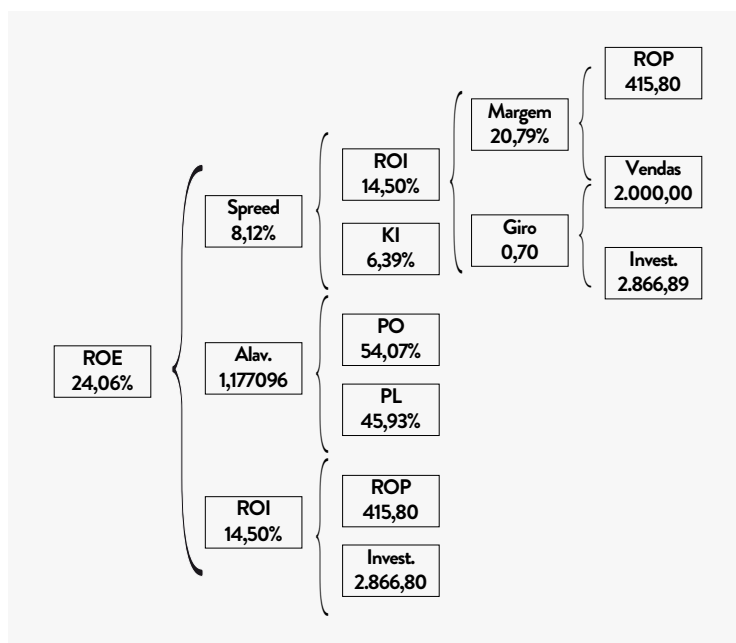 ROP
415,80
Margem
20,79%
ROI
14,50%
Vendas
2.000,00
Spreed
8,12%
Giro
0,70
KI
6,39%
Invest.
2.866,89
ROE
24,06%
Alav.
1,177096
PO
54,07%
PL
45,93%
ROI
14,50%
ROP
415,80
Invest.
2.866,80